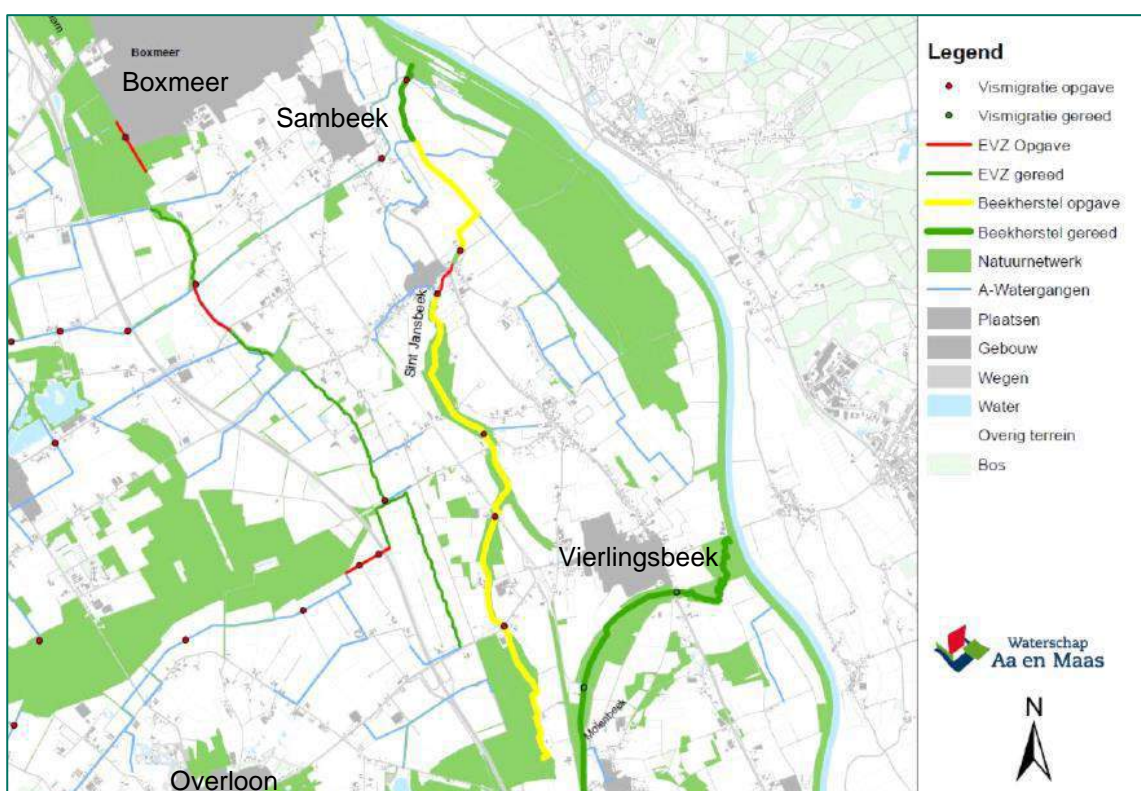 Boxmeer
Boxmeer
Sambeek
Sint Jansbeek
Vierlingsbeek
Molenbeek
Overloon
Legend
Vismigratie opgave
Vismigratie gereed
EVZ Opgave
EVZ gereed
Beekherstel opgave
Beekherstel gereed
Natuurnetwerk
A-Watergangen
Plaatsen
Gebouw
Wegen
Water
Overig terrein
Bos
Waterschap
Aa en Maas
N